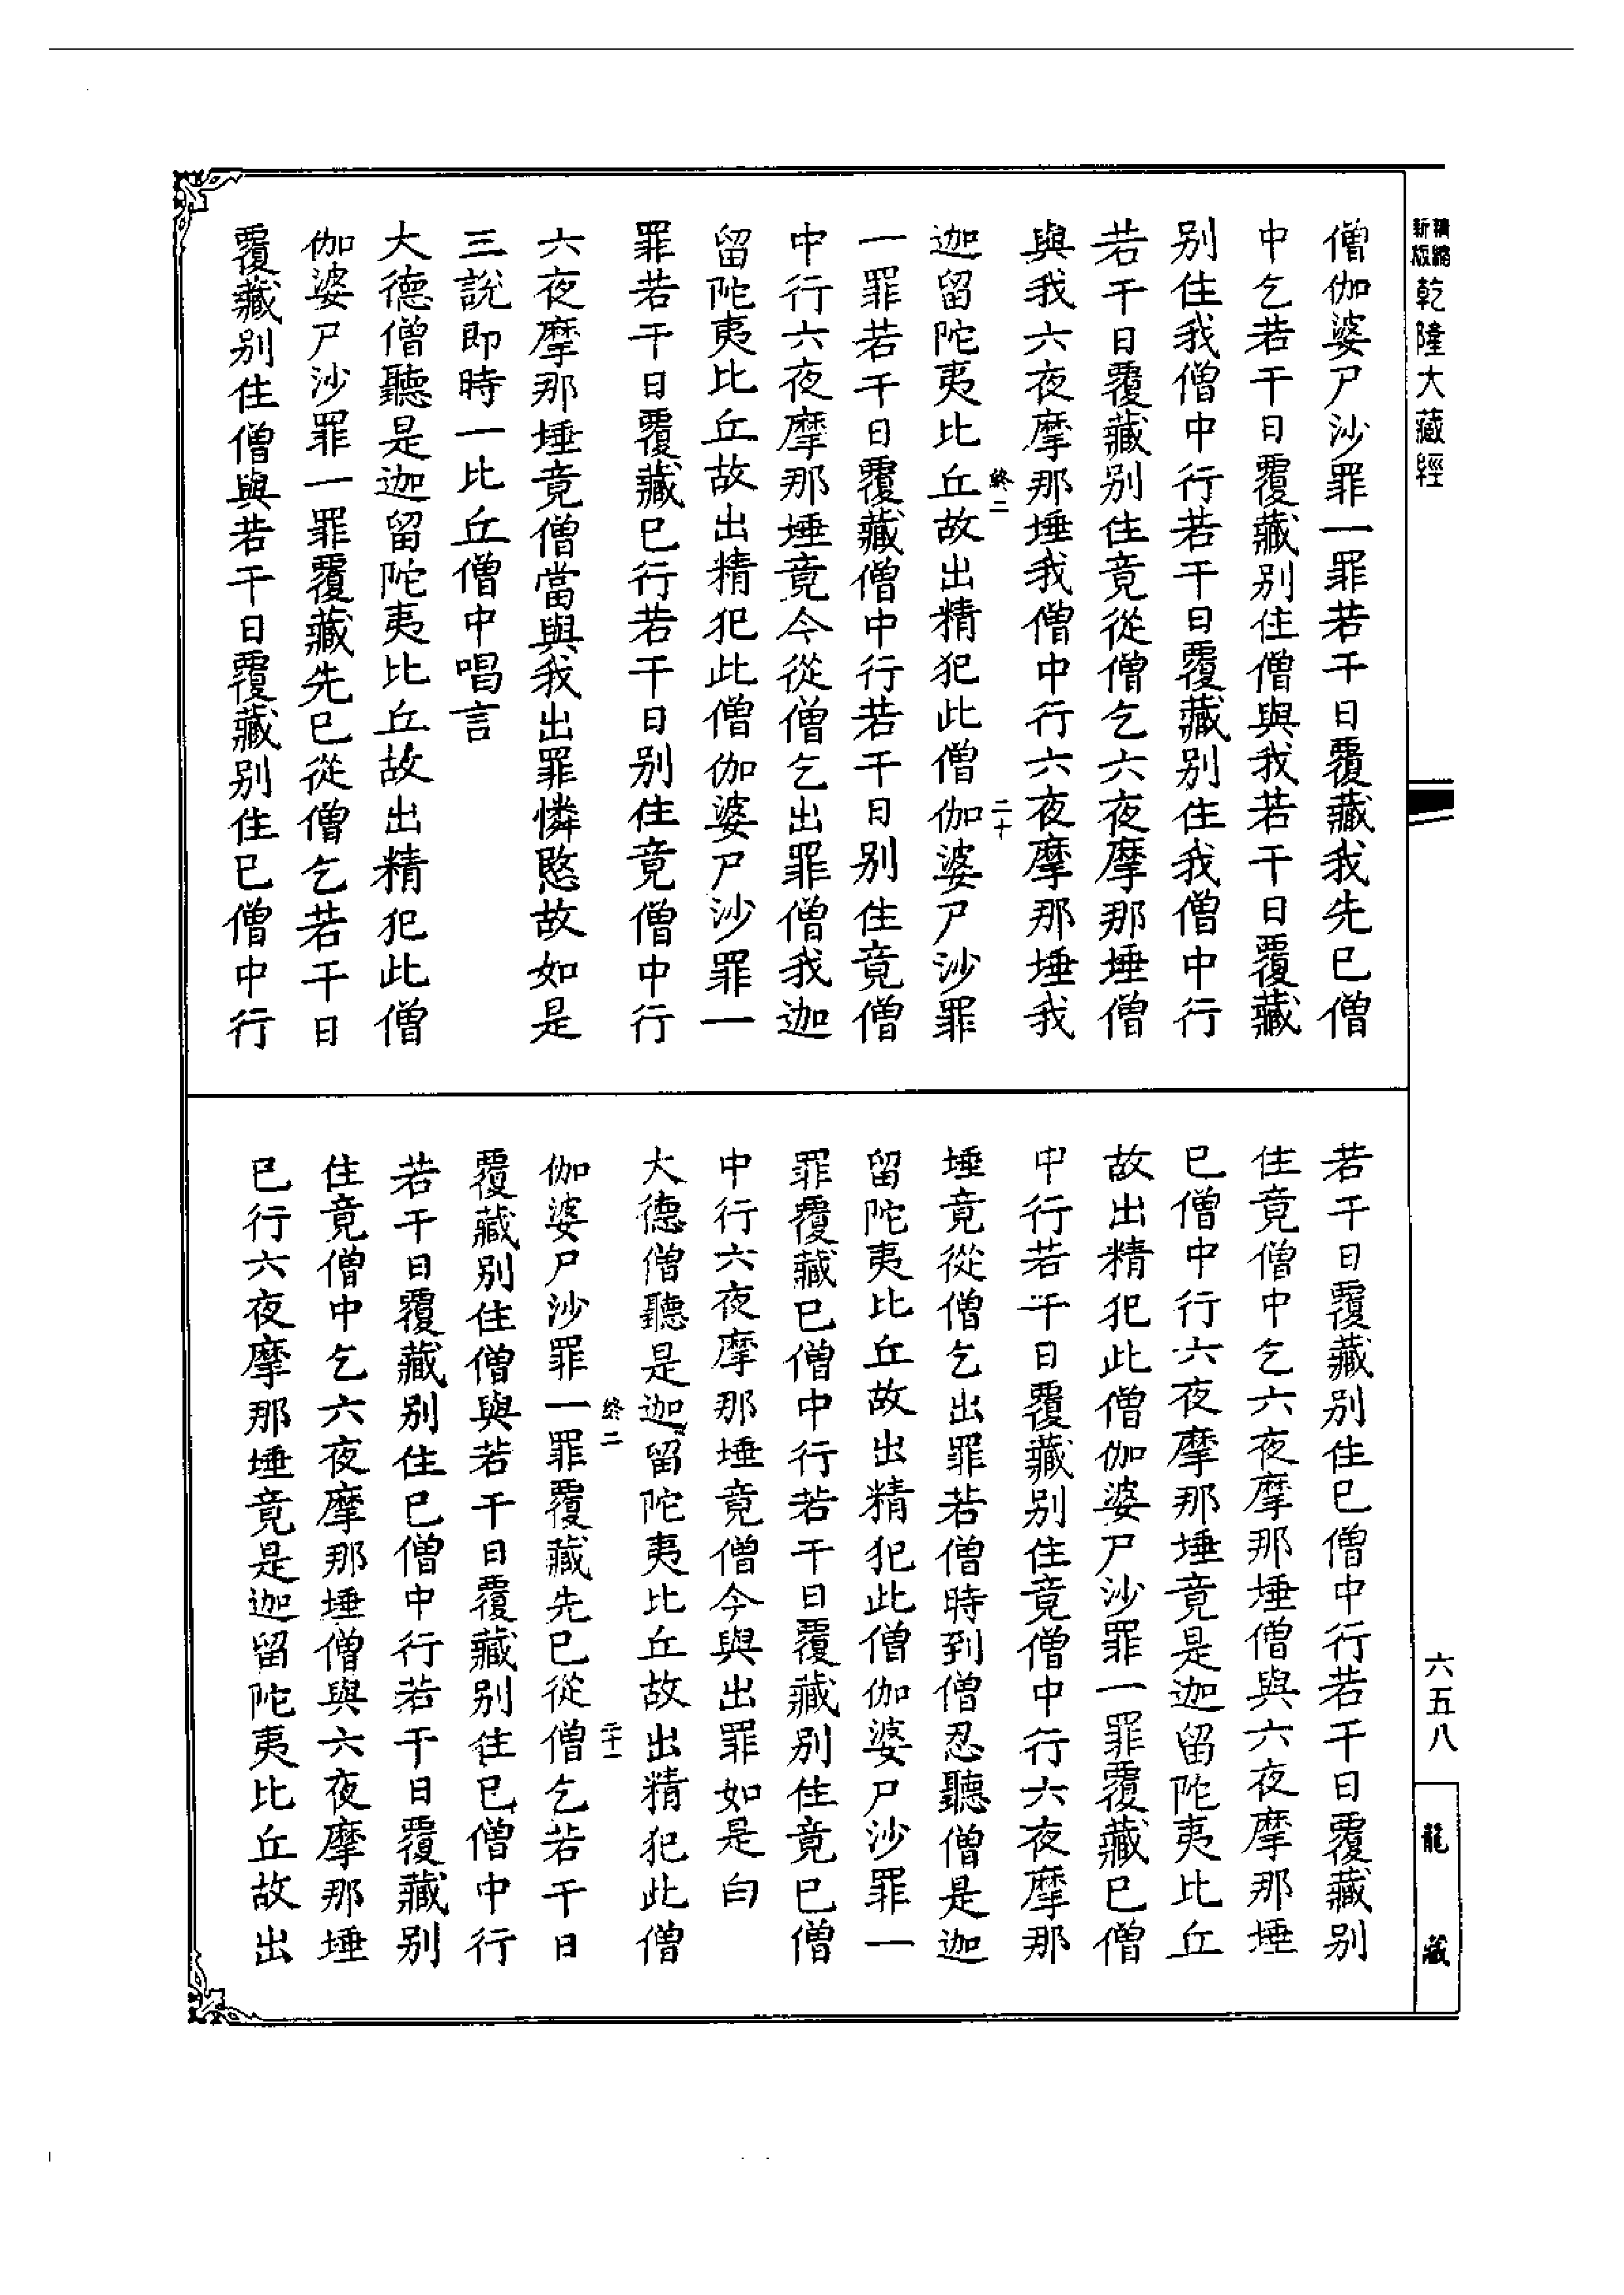 精縮新版乾隆大藏經
僧伽婆尸沙罪一罪若干日覆藏我先已僧
中乞若干日覆藏別住僧與我若干日覆藏
別住我僧中行若干日覆藏別住我僧中行
若干日覆藏別住竟從僧乞六夜摩那埵僧
與我六夜摩那埵我僧中行六夜摩那埵我
終二 二十
迦留陀夷比丘故出精犯此僧伽婆尸沙罪
一罪若干日覆藏僧中行若干日別住竟僧
中行六夜摩那埵竟今從僧乞出罪僧我迦
留陀夷比丘故出精犯此僧伽婆尸沙罪一
罪若干日覆藏已行若干日別住竟僧中行
六夜摩那埵竟僧當與我出罪憐愍故如是
三說即時一比丘僧中唱言
大德僧聽是迦留陀夷比丘故出精犯此僧
伽婆尸沙罪一罪覆藏先已從僧乞若干日
覆藏別住僧與若干日覆藏別住已僧中行
若干日覆藏別住已僧中行若干日覆藏別
住竟僧中乞六夜摩那埵僧與六夜摩那埵
已僧中行六夜摩那埵竟是迦留陀夷比丘
故出精犯此僧伽婆尸沙罪一罪覆藏已僧
中行若干日覆藏別住竟僧中行六夜摩那
埵竟從僧乞出罪若僧時到僧忍聽僧是迦
留陀夷比丘故出精犯此僧伽婆尸沙罪一
罪覆藏已僧中行若干日覆藏別住竟已僧
中行六夜摩那埵竟僧今與出罪如是白
大德僧聽是迦留陀夷比丘故出精犯此僧
終二 二十一
伽婆尸沙罪一罪覆藏先已從僧乞若干日
覆藏別住僧與若干日覆藏別住已僧中行
若干日覆藏別住已僧中行若干日覆藏別
住竟僧中乞六夜摩那埵僧與六夜摩那埵
已行六夜摩那埵竟是迦留陀夷比丘故出
六五八
龍藏